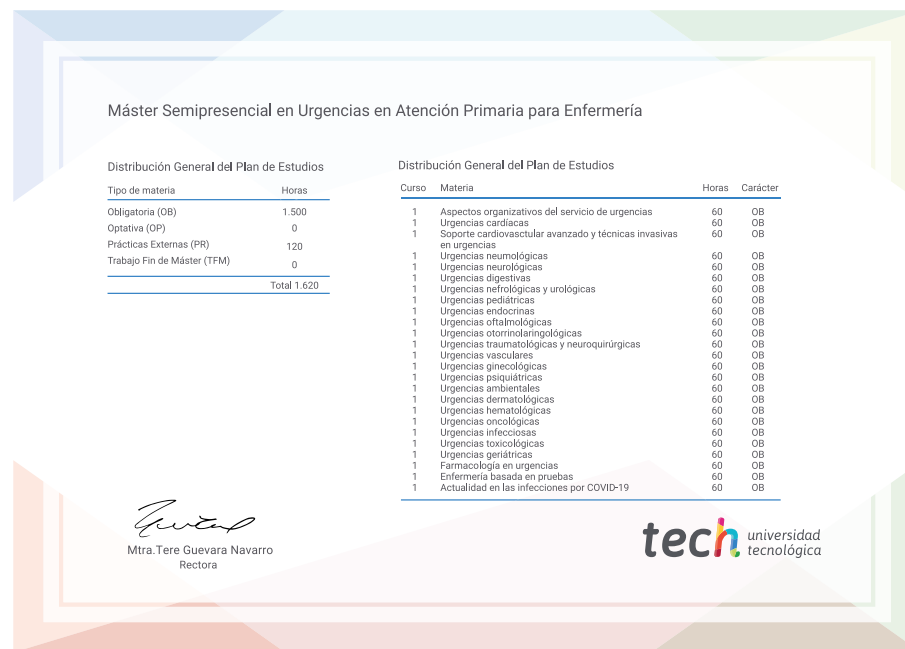 Máster Semipresencial en Urgencias en Atención Primaria para Enfermería
Distribución General del Plan de Estudios
Tipo de materia Horas
Obligatoria (OB) 1.500
Optativa (OP) 0
Prácticas Externas (PR) 120
Trabajo Fin de Máster (TFM) 0
Total 1.620
Distribución General del Plan de Estudios
Curso Materia Horas Carácter
1 Aspectos organizativos del servicio de urgencias 60 OB
1 Urgencias cardíacas 60 OB
1 Soporte cardiovasctular avanzado y técnicas invasivas 60 OB
en urgencias
1 Urgencias neumológicas 60 OB
1 Urgencias neurológicas 60 OB
1 Urgencias digestivas 60 OB
1 Urgencias nefrológicas y urológicas 60 OB
1 Urgencias pediátricas 60 OB
1 Urgencias endocrinas 60 OB
1 Urgencias oftalmológicas 60 OB
1 Urgencias otorrinolaringológicas 60 OB
1 Urgencias traumatológicas y neuroquirúrgicas 60 OB
1 Urgencias vasculares 60 OB
1 Urgencias ginecológicas 60 OB
1 Urgencias psiquiátricas 60 OB
1 Urgencias ambientales 60 OB
1 Urgencias dermatológicas 60 OB
1 Urgencias hematológicas 60 OB
1 Urgencias oncológicas 60 OB
1 Urgencias infecciosas 60 OB
1 Urgencias toxicológicas 60 OB
1 Urgencias geriátricas 60 OB
1 Farmacología en urgencias 60 OB
1 Enfermería basada en pruebas 60 OB
1 Actualidad en las infecciones por COVID-19 60 OB
Mtra.Tere Guevara Navarro
Rectora
tech universidad
tecnológica